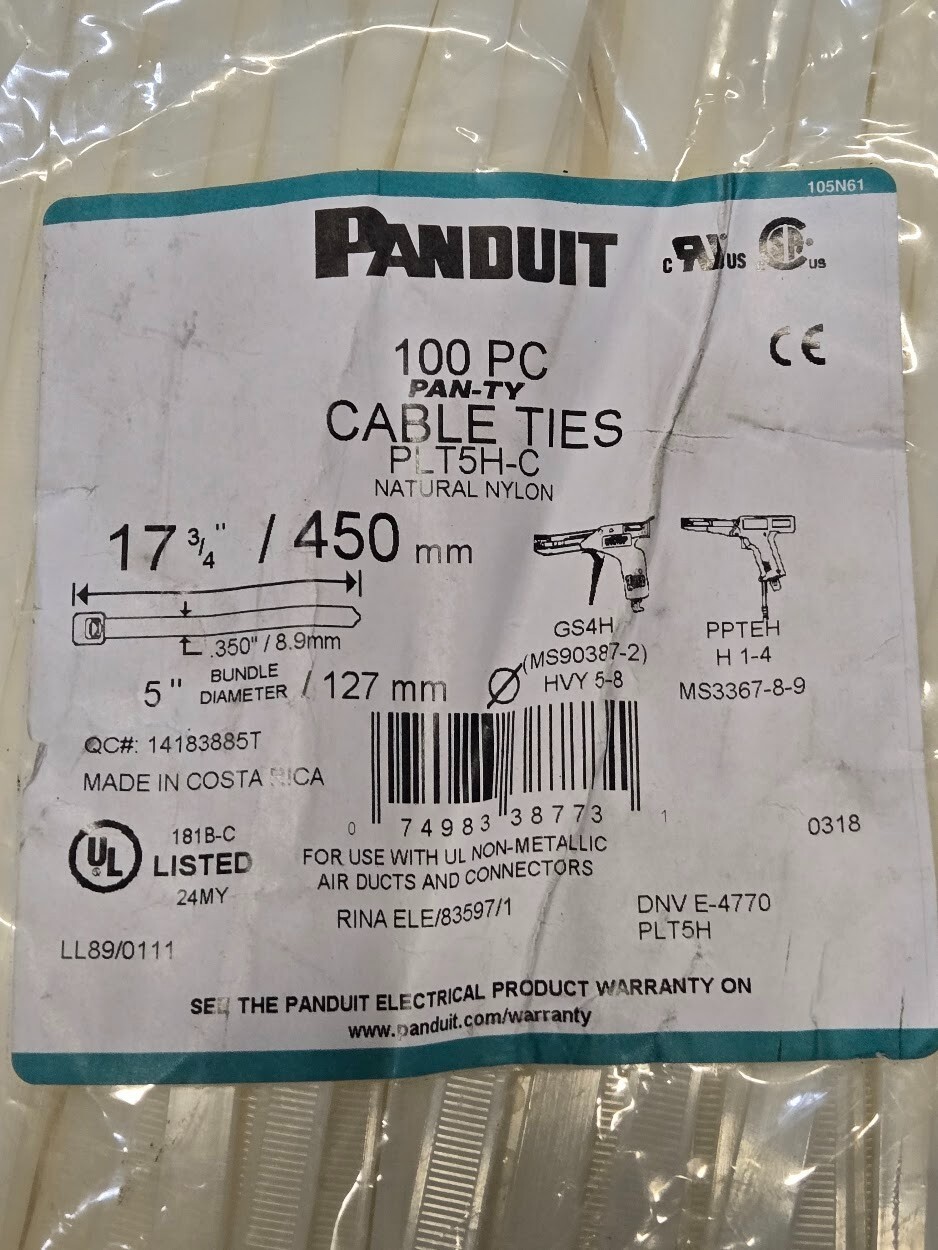 105N61
PANDUIT
c RU US
SA US
CE
100 PC
PAN-TY
CABLE TIES
PLT5H-C
NATURAL NYLON
17 3/4" / 450 mm
.350" / 8.9mm
5" BUNDLE DIAMETER / 127 mm Ø
GS4H
(MS90387-2)
HVY 5-8
PPTEH
H 1-4
MS3367-8-9
QC#: 14183885T
MADE IN COSTA RICA
0 74983 38773 1
0318
UL
181B-C
LISTED
24MY
FOR USE WITH UL NON-METALLIC
AIR DUCTS AND CONNECTORS
RINA ELE/83597/1
DNV E-4770
PLT5H
LL89/0111
SEE THE PANDUIT ELECTRICAL PRODUCT WARRANTY ON
www.panduit.com/warranty